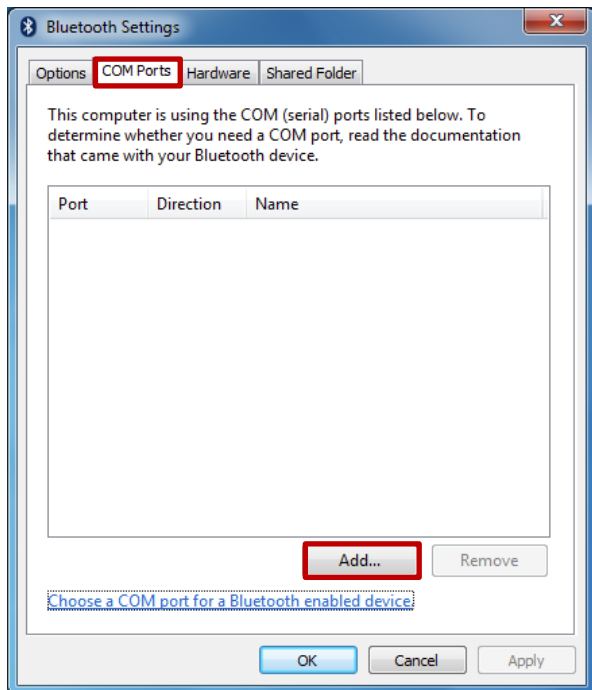 Bluetooth Settings
Options COM Ports Hardware Shared Folder
This computer is using the COM (serial) ports listed below. To
determine whether you need a COM port, read the documentation
that came with your Bluetooth device.
Port Direction Name
Add... Remove
Choose a COM port for a Bluetooth enabled device.
OK Cancel Apply